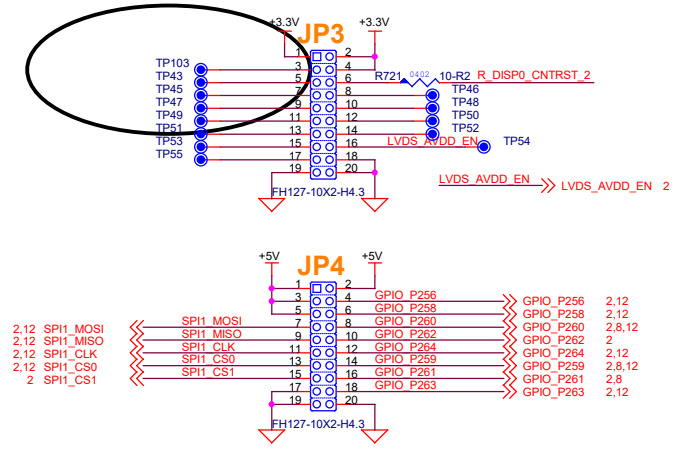 +3.3V +3.3V
JP3
1 2
TP103 3 4
TP43 5 6 R721 0402 10-R2 R_DISP0_CNTRST_2
TP45 7 8 TP46
TP47 9 10 TP48
TP49 11 12 TP50
TP51 13 14 TP52
TP53 15 16 LVDS_AVDD_EN TP54
TP55 17 18
19 20
FH127-10X2-H4.3
LVDS_AVDD_EN LVDS_AVDD_EN 2
+5V +5V
JP4
1 2
3 4 GPIO_P256 GPIO_P256 2,12
5 6 GPIO_P258 GPIO_P258 2,12
2,12 SPI1_MOSI SPI1_MOSI 7 8 GPIO_P260 GPIO_P260 2,8,12
2,12 SPI1_MISO SPI1_MISO 9 10 GPIO_P262 GPIO_P262 2
2,12 SPI1_CLK SPI1_CLK 11 12 GPIO_P264 GPIO_P264 2,12
2,12 SPI1_CS0 SPI1_CS0 13 14 GPIO_P259 GPIO_P259 2,8,12
2 SPI1_CS1 SPI1_CS1 15 16 GPIO_P261 GPIO_P261 2,8
17 18 GPIO_P263 GPIO_P263 2,12
19 20
FH127-10X2-H4.3